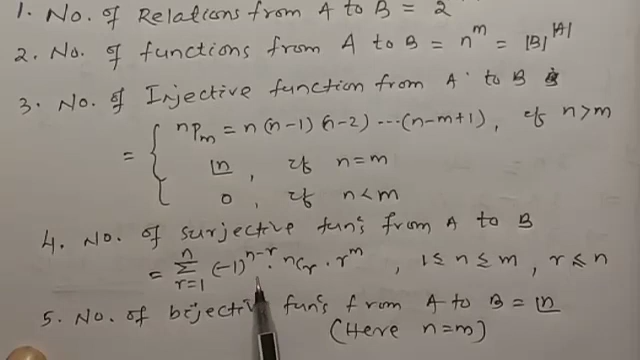 1. No. of Relations from A to B = 2
2. No. of functions from A to B = n^m = |B|^|A|
3. No. of Injective function from A to B is
nPm = n(n-1)(n-2)...(n-m+1), if n>m
= { ⌊n, if n=m
0, if n<m
4. No. of surjective fun's from A to B
= Σ_{r=1}^{n} (-1)^{n-r} · nCr · r^m, 1≤n≤m, r≤n
5. No. of bijective fun's from A to B = ⌊n
(Here n=m)